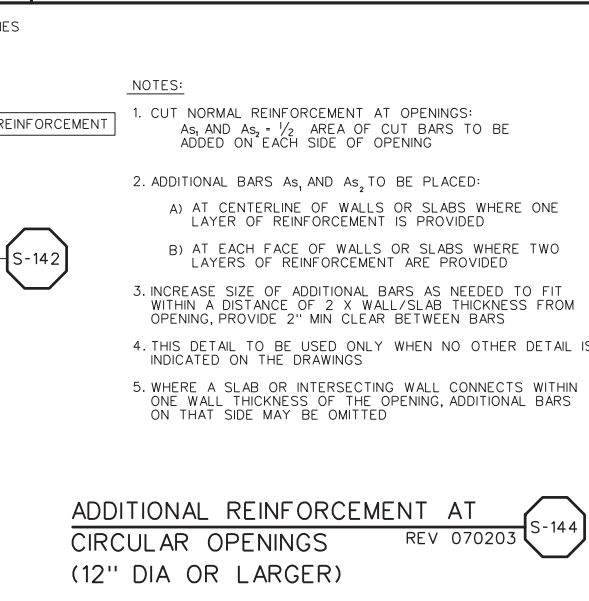 NOTES:
REINFORCEMENT
1. CUT NORMAL REINFORCEMENT AT OPENINGS:
As₁ AND As₂ = 1/2 AREA OF CUT BARS TO BE
ADDED ON EACH SIDE OF OPENING
2. ADDITIONAL BARS As₁ AND As₂ TO BE PLACED:
A) AT CENTERLINE OF WALLS OR SLABS WHERE ONE
LAYER OF REINFORCEMENT IS PROVIDED
B) AT EACH FACE OF WALLS OR SLABS WHERE TWO
LAYERS OF REINFORCEMENT ARE PROVIDED
S-142
3. INCREASE SIZE OF ADDITIONAL BARS AS NEEDED TO FIT
WITHIN A DISTANCE OF 2 X WALL/SLAB THICKNESS FROM
OPENING, PROVIDE 2" MIN CLEAR BETWEEN BARS
4. THIS DETAIL TO BE USED ONLY WHEN NO OTHER DETAIL IS
INDICATED ON THE DRAWINGS
5. WHERE A SLAB OR INTERSECTING WALL CONNECTS WITHIN
ONE WALL THICKNESS OF THE OPENING, ADDITIONAL BARS
ON THAT SIDE MAY BE OMITTED
ADDITIONAL REINFORCEMENT AT
CIRCULAR OPENINGS REV 070203 S-144
(12" DIA OR LARGER)